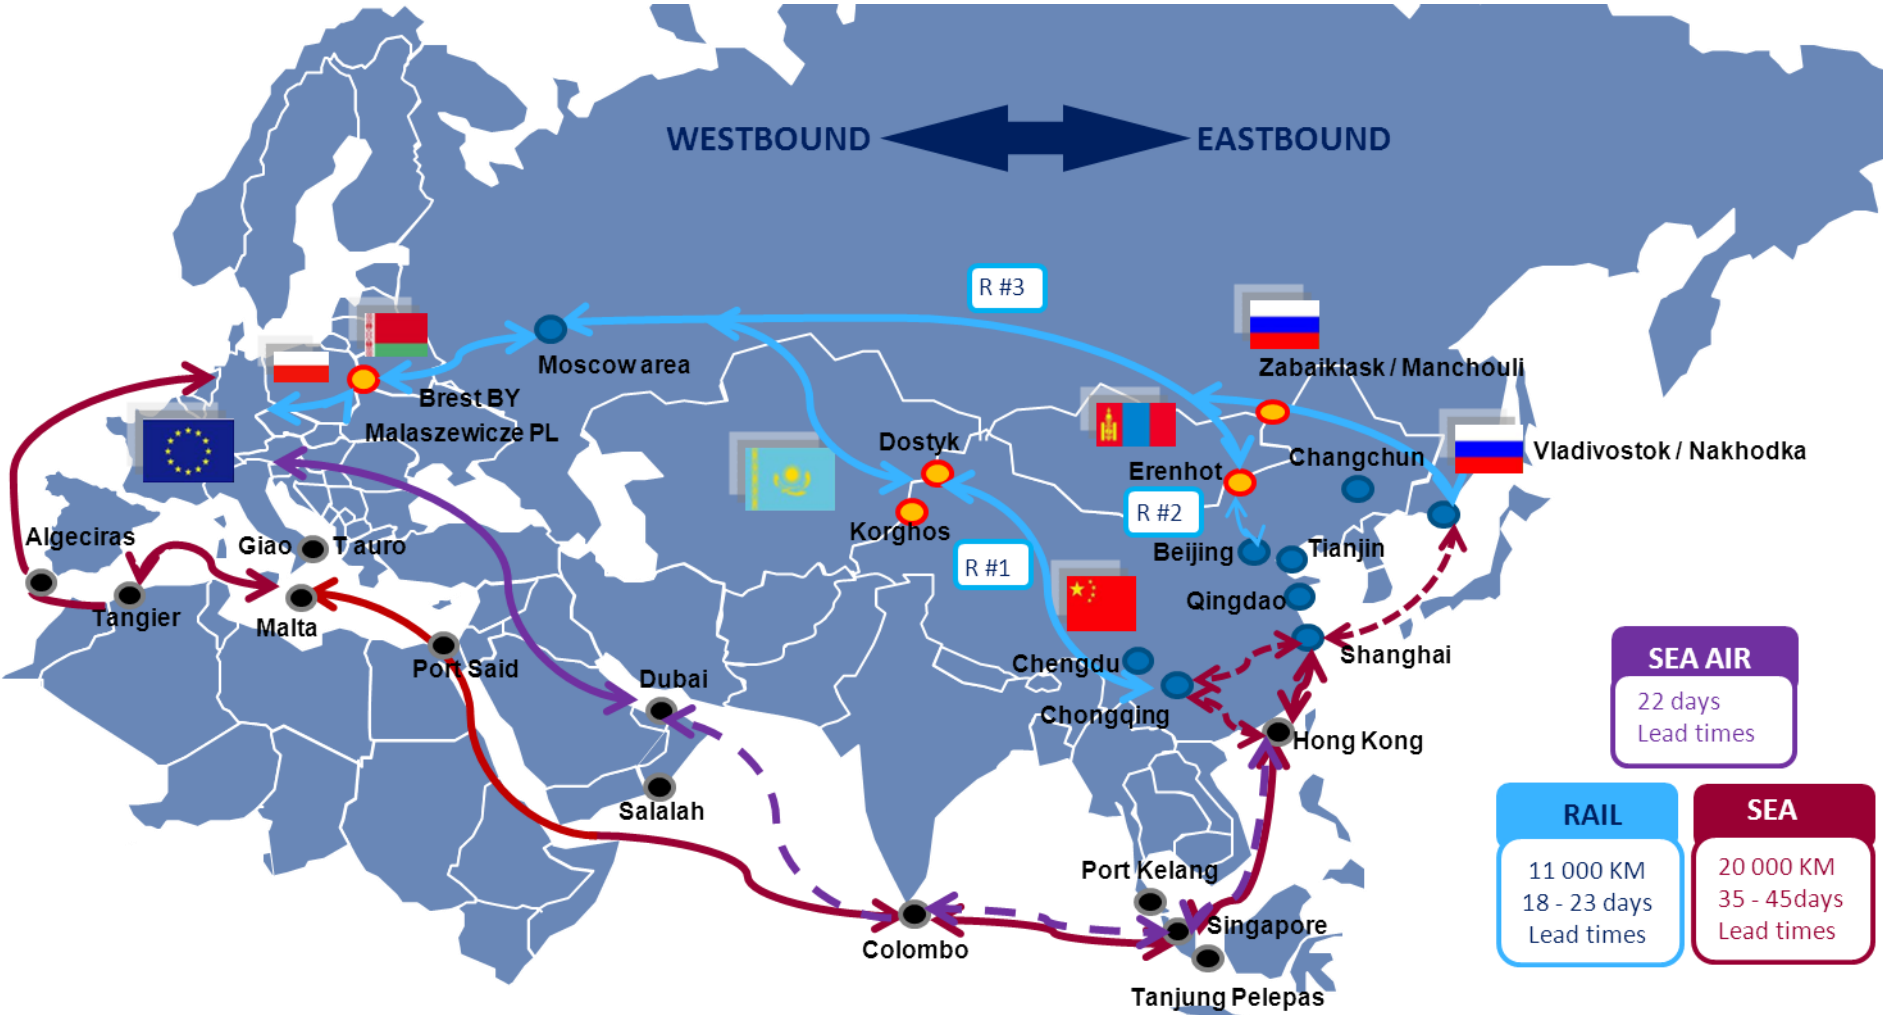 WESTBOUND
EASTBOUND
R #3
Zabaiklask / Manchouli
Moscow area
Brest BY
Malaszewicze PL
Dostyk
Erenhot
Changchun
Vladivostok / Nakhodka
R #2
Korghos
Beijing
Tianjin
R #1
Algeciras
Giao Tauro
Qingdao
Tangier
Malta
Port Said
Dubai
Chengdu
Shanghai
Chongqing
Hong Kong
Salalah
Port Kelang
Singapore
Colombo
Tanjung Pelepas
SEA AIR
22 days
Lead times
RAIL
11 000 KM
18 - 23 days
Lead times
SEA
20 000 KM
35 - 45days
Lead times